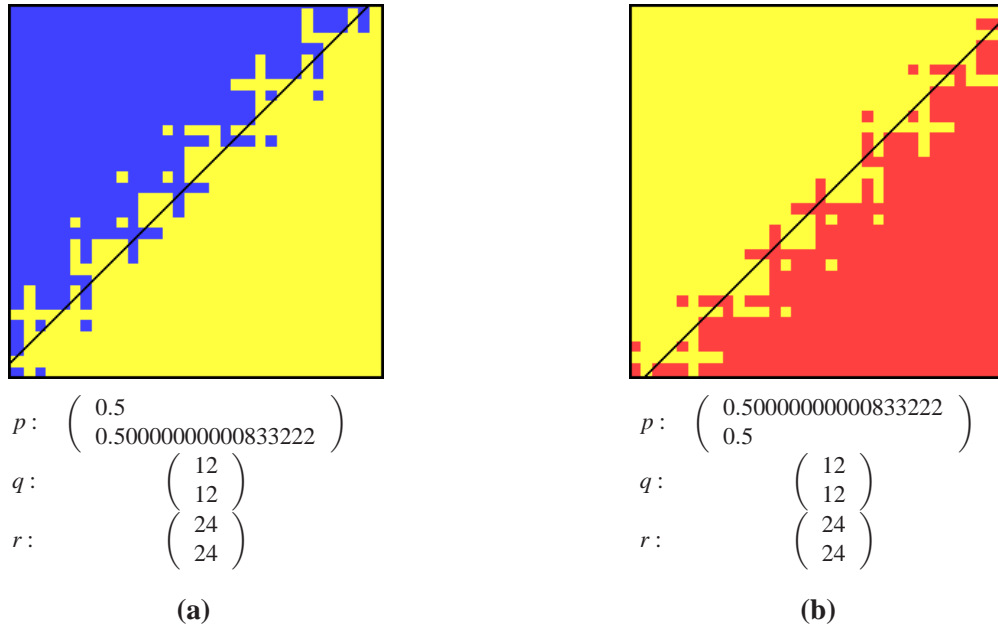 p : ( 0.5
0.50000000000833222 )
q : ( 12
12 )
r : ( 24
24 )
(a)
p : ( 0.50000000000833222
0.5 )
q : ( 12
12 )
r : ( 24
24 )
(b)